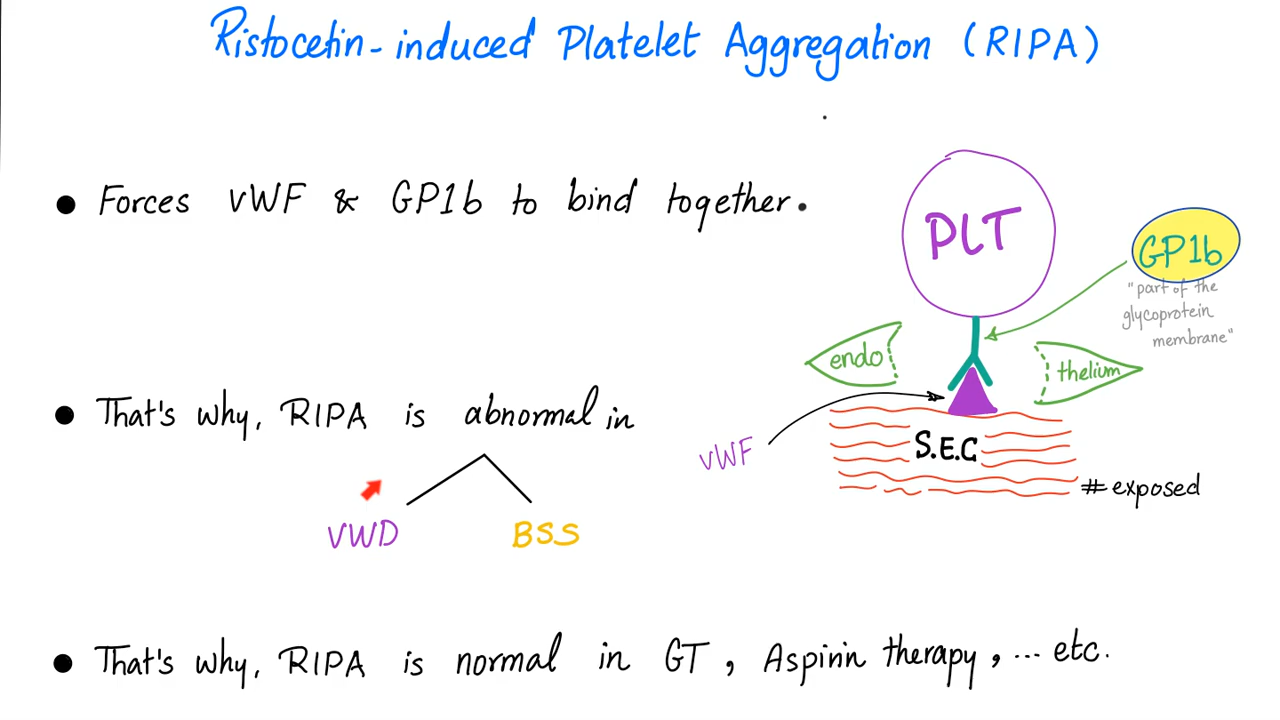 Ristocetin-induced Platelet Aggregation (RIPA)
• Forces vWF & GP1b to bind together.
PLT
GP1b
"part of the
glycoprotein
membrane"
endo
thelium
vWF
S.E.C
#exposed
• That's why, RIPA is abnormal in
VWD
BSS
• That's why, RIPA is normal in GT, Aspirin therapy, ... etc.